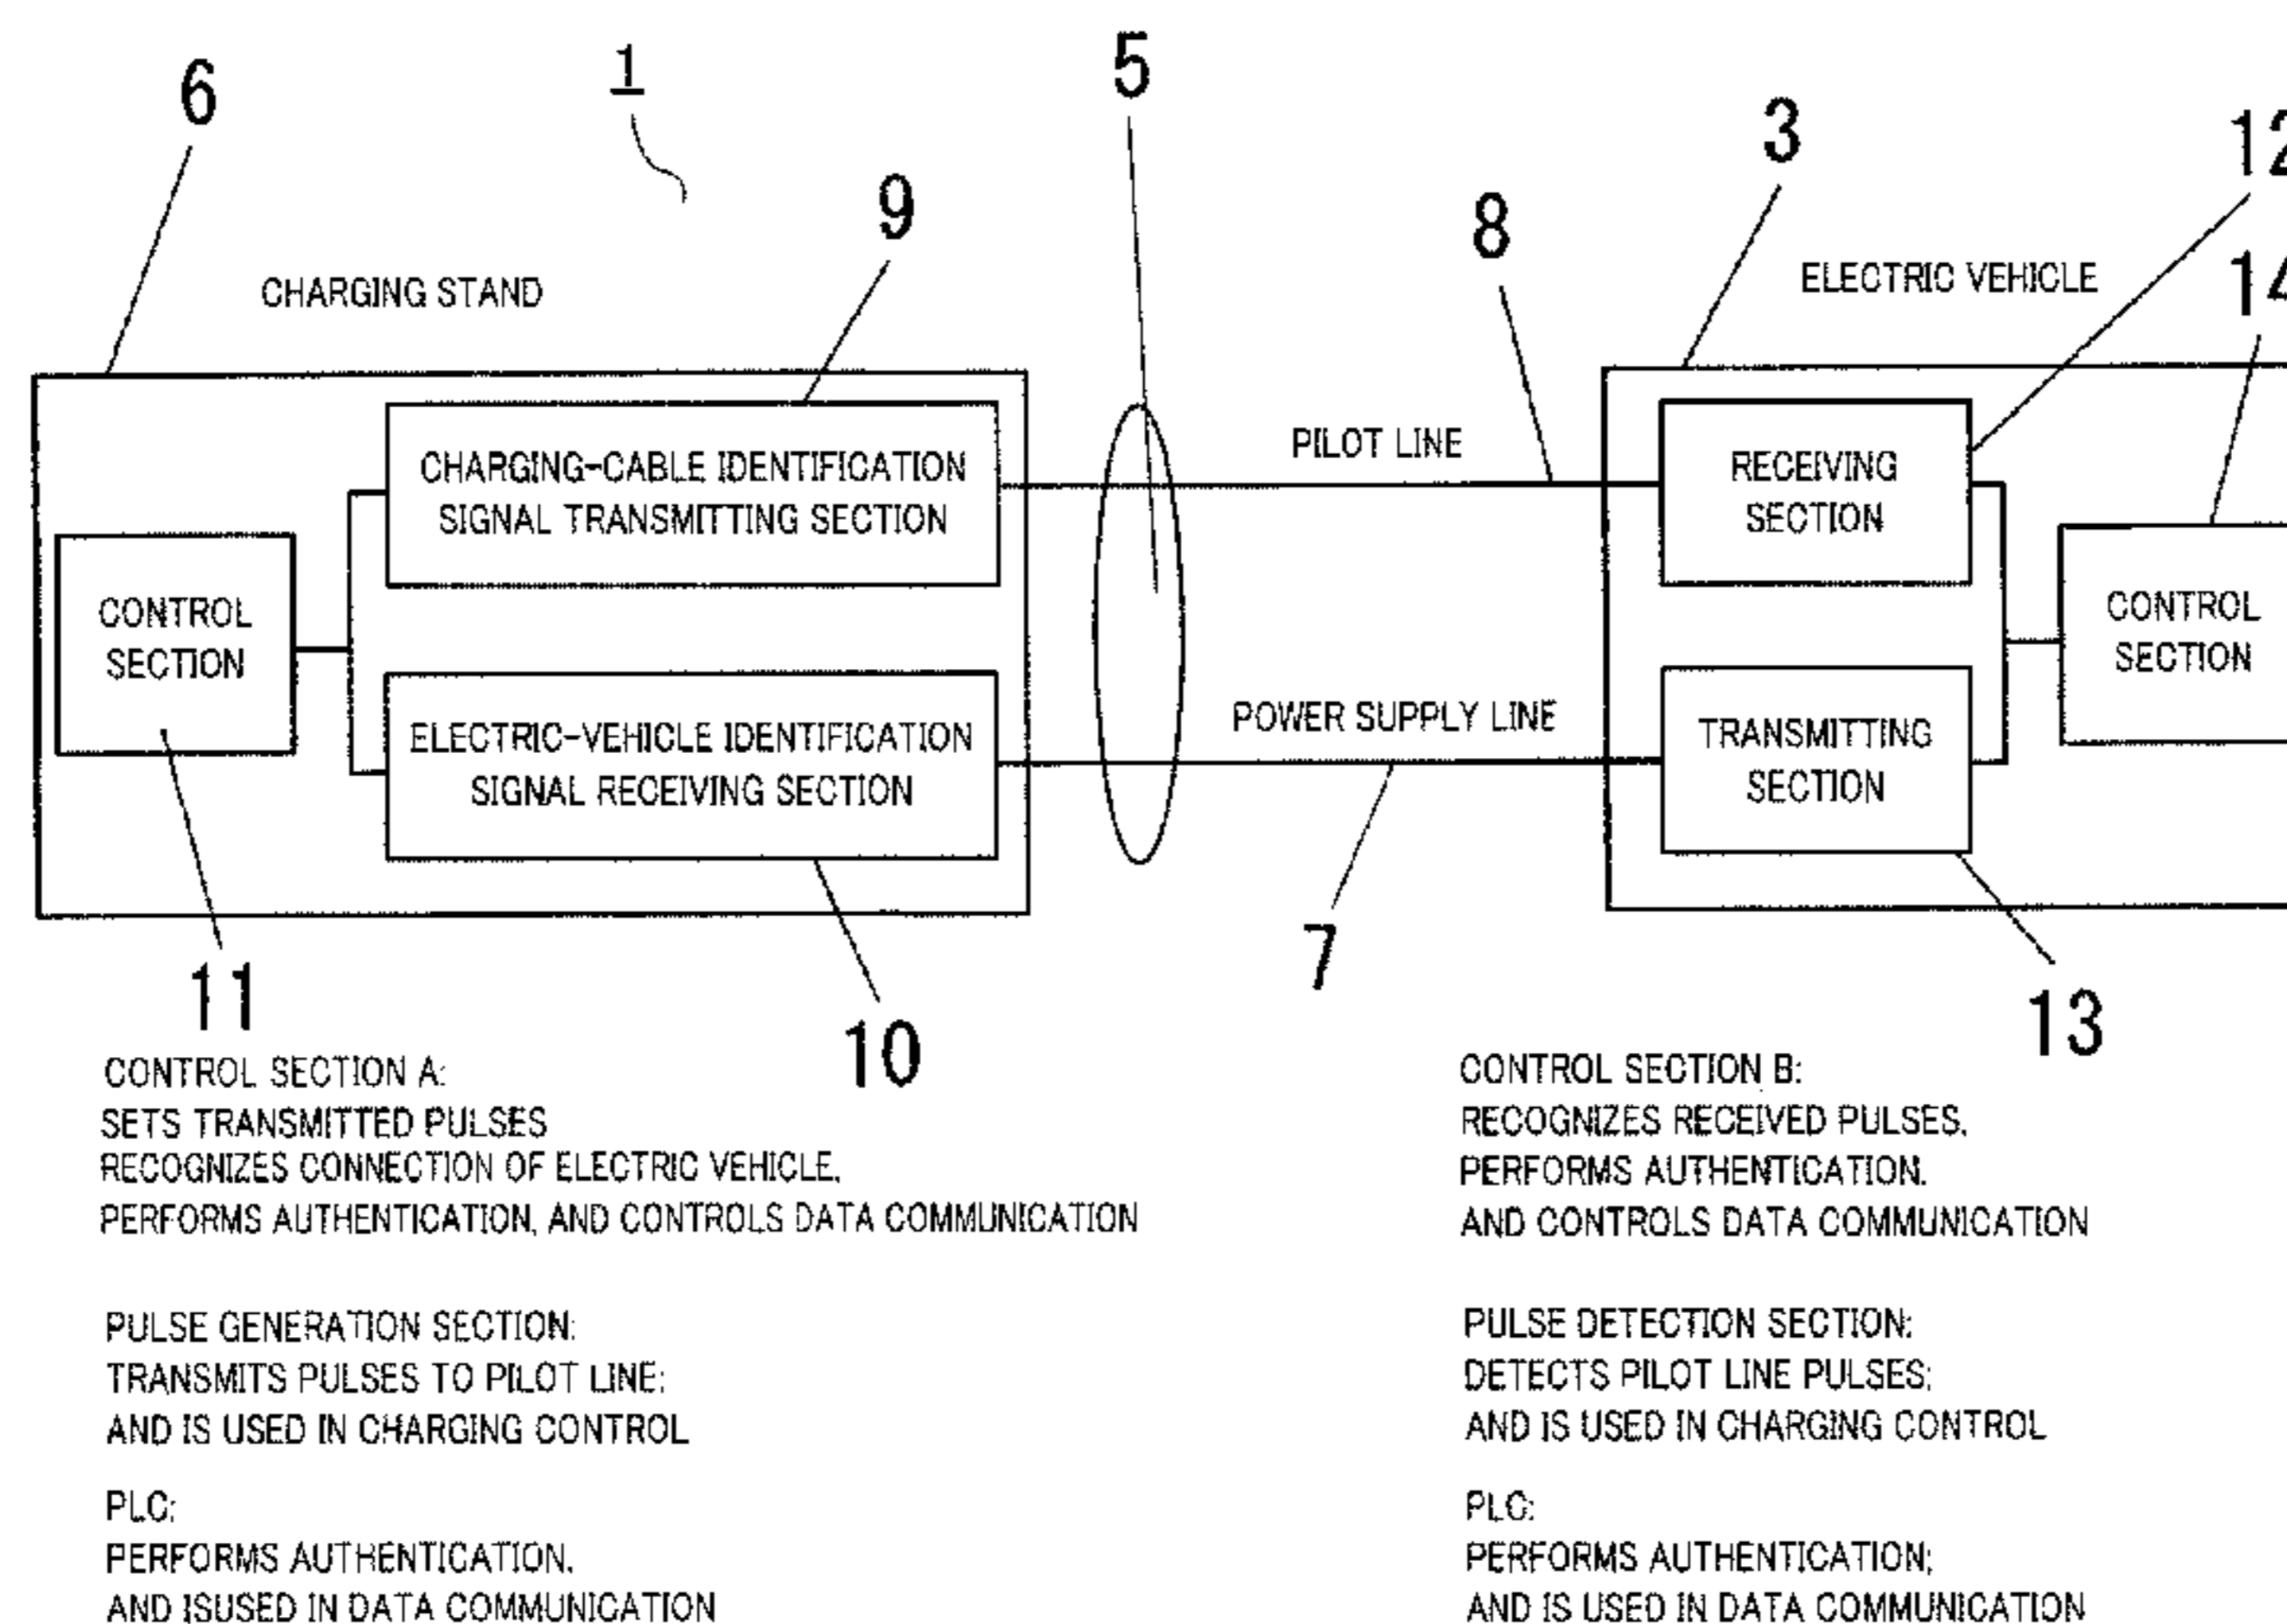 6
1
5
3
12
9
8
14
CHARGING STAND
ELECTRIC VEHICLE
PILOT LINE
CHARGING-CABLE IDENTIFICATION
SIGNAL TRANSMITTING SECTION
RECEIVING
SECTION
CONTROL
SECTION
CONTROL
SECTION
ELECTRIC-VEHICLE IDENTIFICATION
SIGNAL RECEIVING SECTION
POWER SUPPLY LINE
TRANSMITTING
SECTION
7
11
10
13
CONTROL SECTION A:
SETS TRANSMITTED PULSES
RECOGNIZES CONNECTION OF ELECTRIC VEHICLE,
PERFORMS AUTHENTICATION, AND CONTROLS DATA COMMUNICATION
PULSE GENERATION SECTION:
TRANSMITS PULSES TO PILOT LINE;
AND IS USED IN CHARGING CONTROL
PLC:
PERFORMS AUTHENTICATION,
AND ISUSED IN DATA COMMUNICATION
CONTROL SECTION B:
RECOGNIZES RECEIVED PULSES,
PERFORMS AUTHENTICATION,
AND CONTROLS DATA COMMUNICATION
PULSE DETECTION SECTION:
DETECTS PILOT LINE PULSES;
AND IS USED IN CHARGING CONTROL
PLC:
PERFORMS AUTHENTICATION;
AND IS USED IN DATA COMMUNICATION